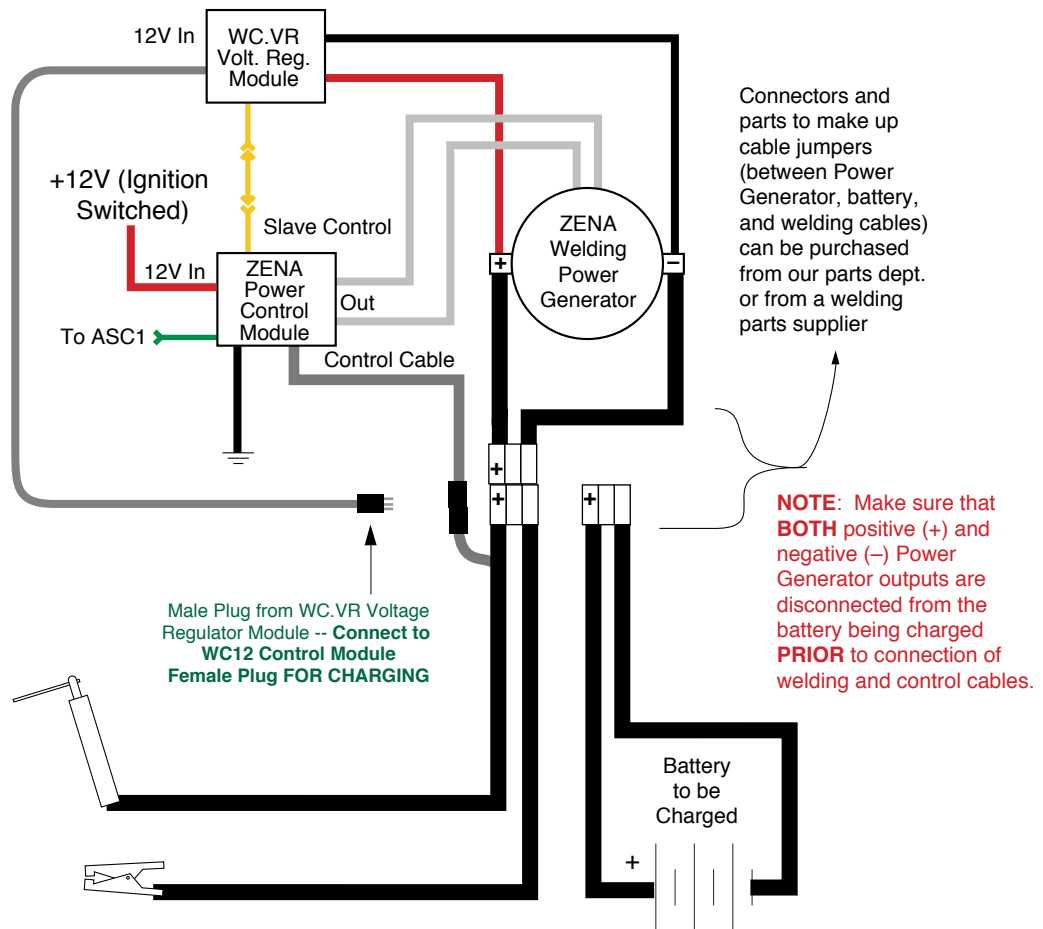 12V In
WC.VR
Volt. Reg.
Module
Connectors and
parts to make up
cable jumpers
(between Power
Generator, battery,
and welding cables)
can be purchased
from our parts dept.
or from a welding
parts supplier
+12V (Ignition
Switched)
Slave Control
12V In
ZENA
Power
Control
Module
Out
To ASC1
Control Cable
ZENA
Welding
Power
Generator
+
–
+
+
+
NOTE: Make sure that
BOTH positive (+) and
negative (–) Power
Generator outputs are
disconnected from the
battery being charged
PRIOR to connection of
welding and control cables.
Male Plug from WC.VR Voltage
Regulator Module -- Connect to
WC12 Control Module
Female Plug FOR CHARGING
Battery
to be
Charged
+